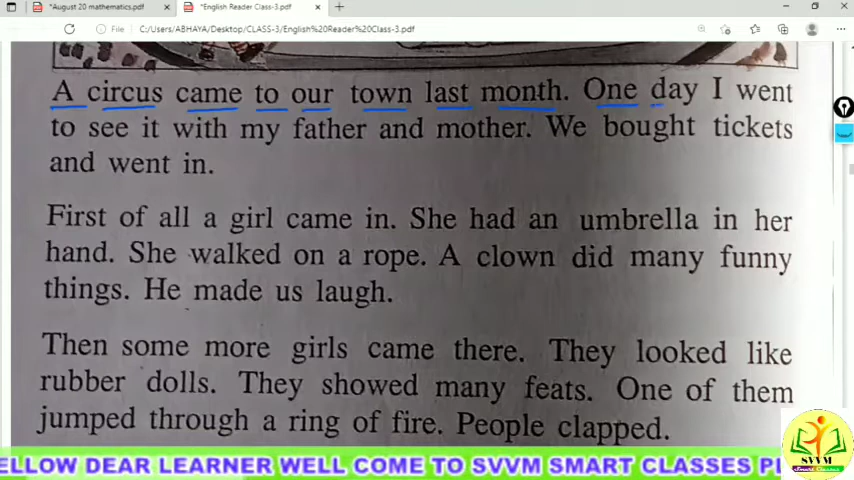 *August 20 mathematics.pdf
*English Reader Class-3.pdf
File
C:/Users/ABHAYA/Desktop/CLASS-3/English%20Reader%20Class-3.pdf
A circus came to our town last month. One day I went
to see it with my father and mother. We bought tickets
and went in.
First of all a girl came in. She had an umbrella in her
hand. She walked on a rope. A clown did many funny
things. He made us laugh.
Then some more girls came there. They looked like
rubber dolls. They showed many feats. One of them
jumped through a ring of fire. People clapped.
ELLOW DEAR LEARNER WELL COME TO SVVM SMART CLASSES
SVVM
Smart Classes